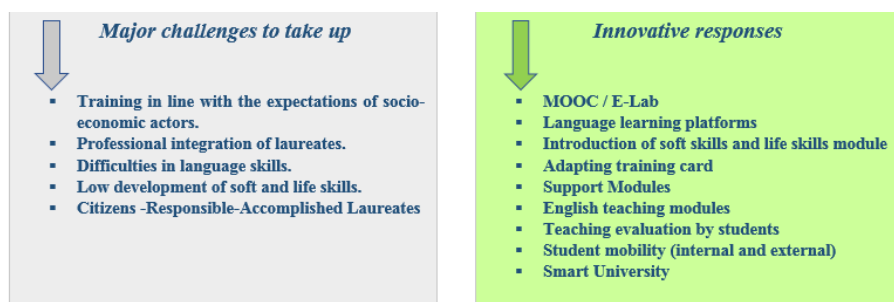 Major challenges to take up
Training in line with the expectations of socio-
economic actors.
Professional integration of laureates.
Difficulties in language skills.
Low development of soft and life skills.
Citizens -Responsible-Accomplished Laureates
Innovative responses
MOOC / E-Lab
Language learning platforms
Introduction of soft skills and life skills module
Adapting training card
Support Modules
English teaching modules
Teaching evaluation by students
Student mobility (internal and external)
Smart University